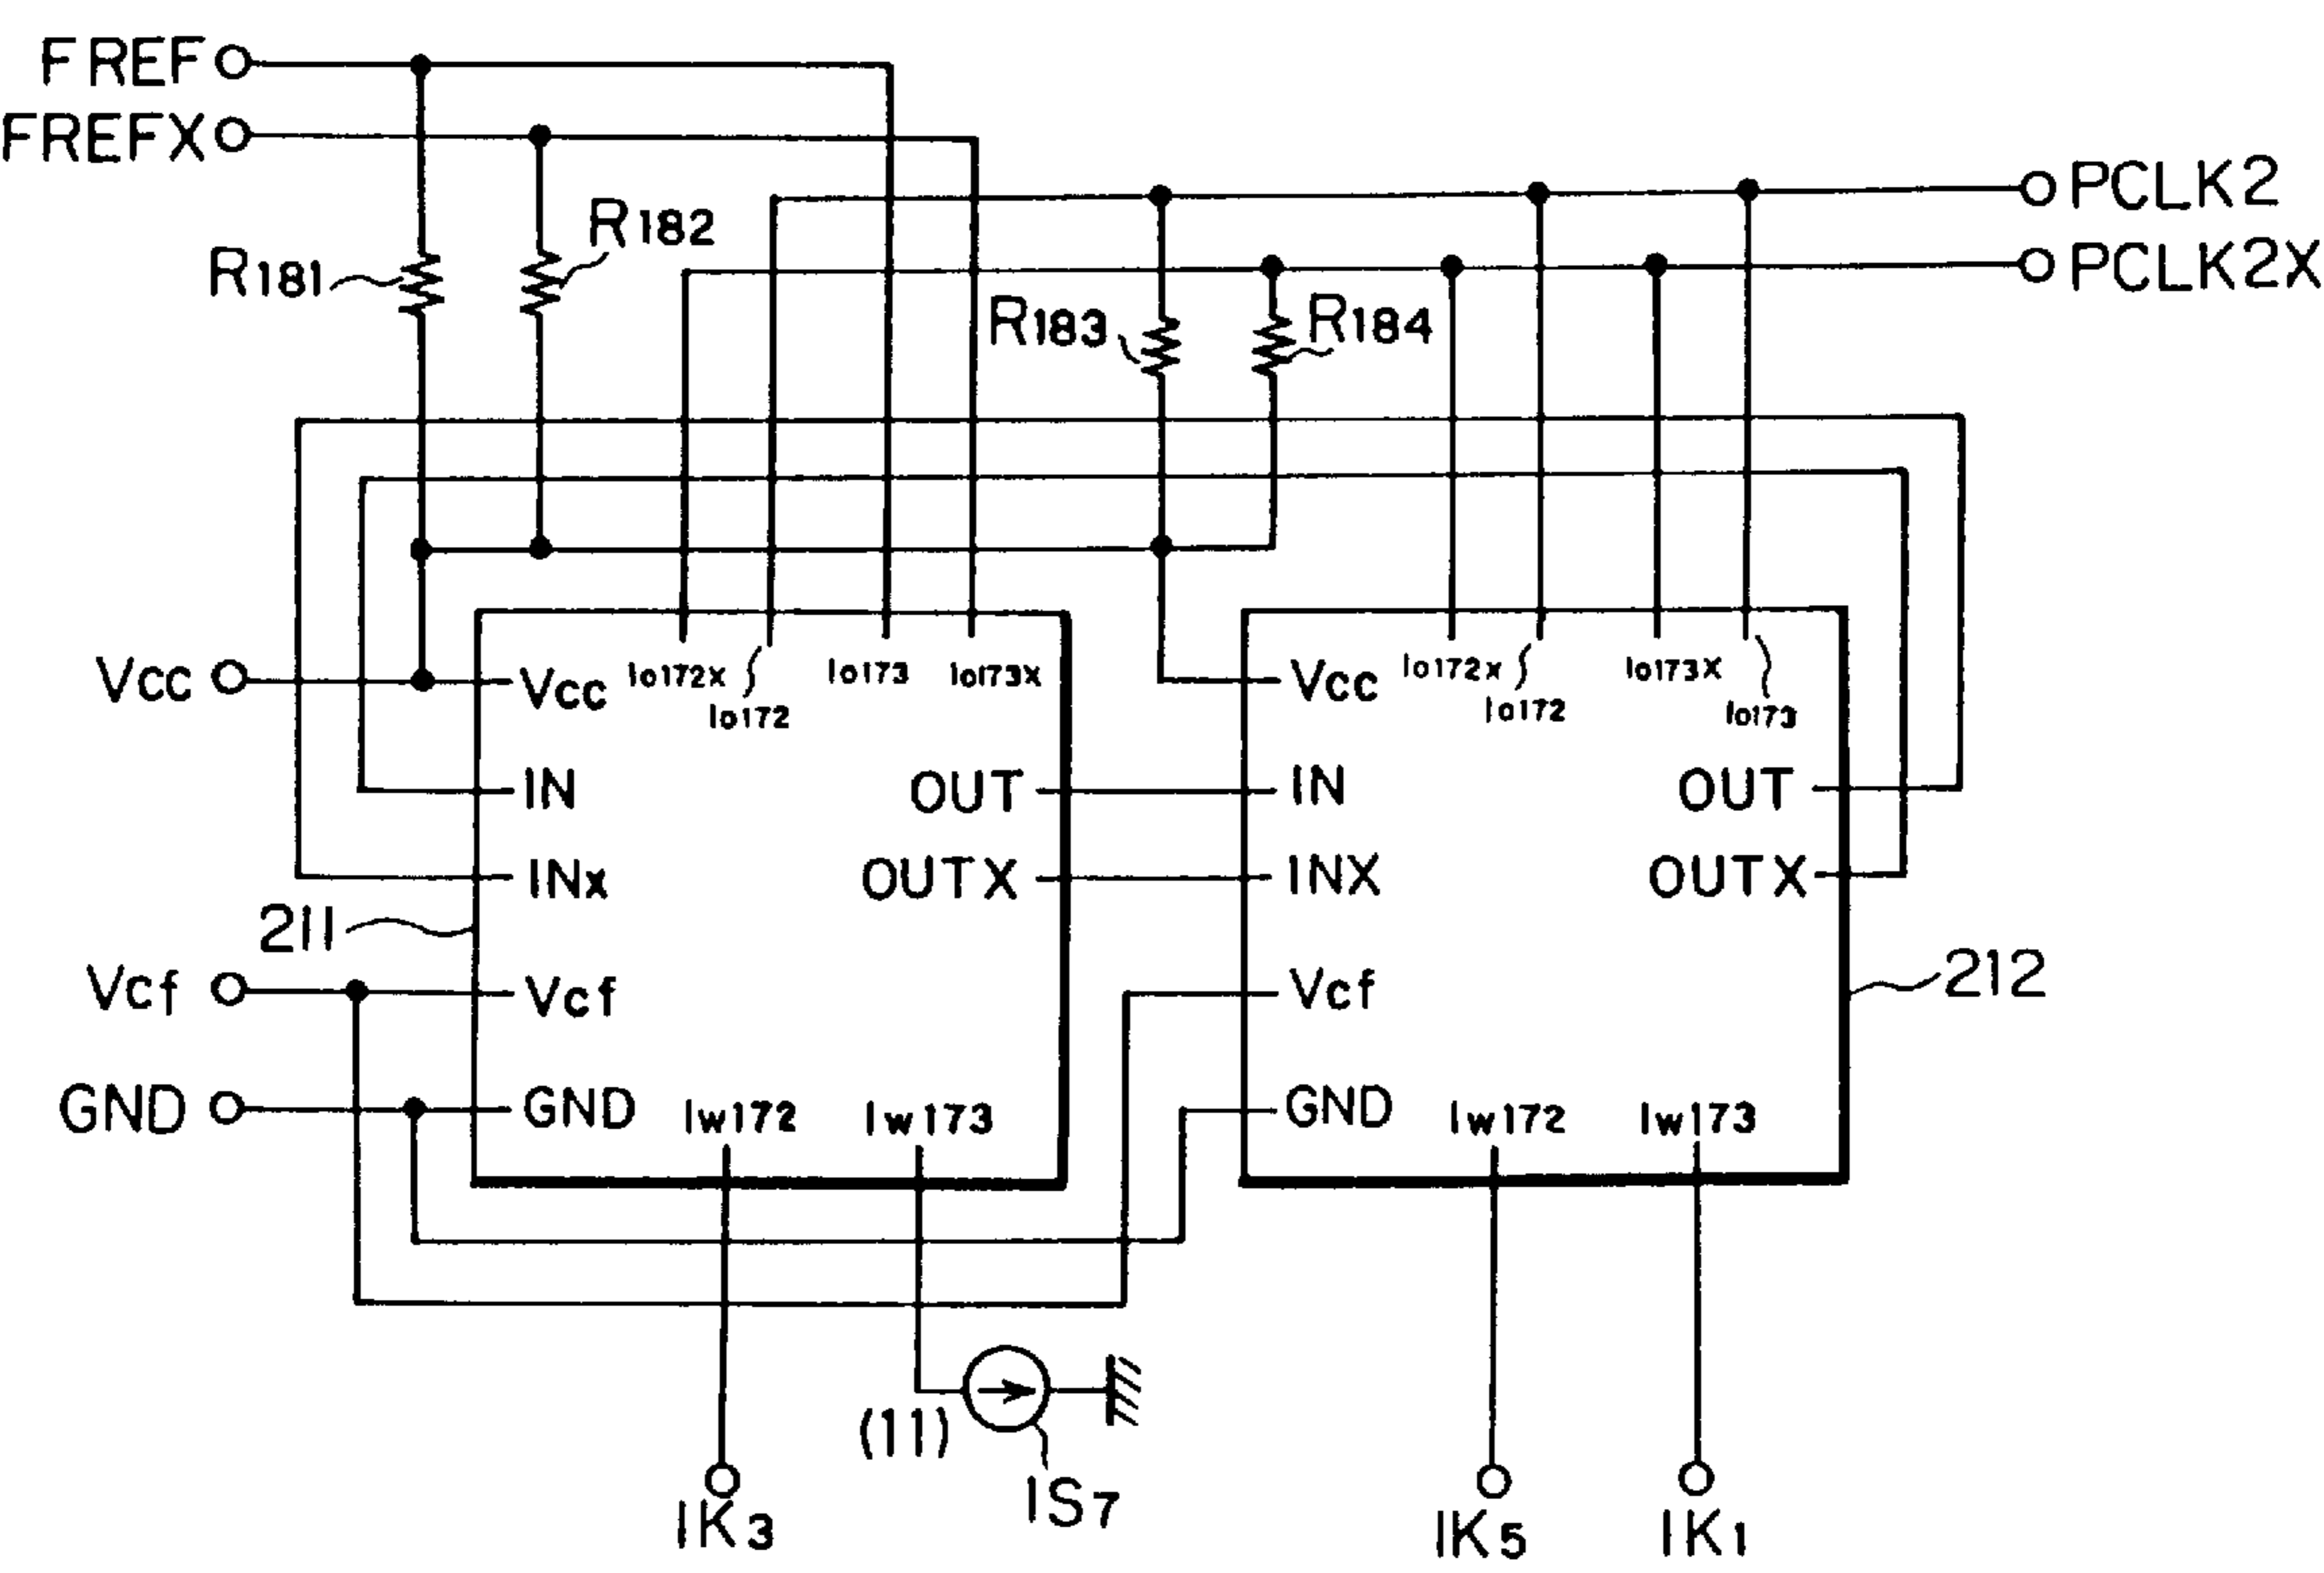 FREF
FREFX
R182
PCLK2
PCLK2X
R181
R183
R184
Vcc
Vcc
Io172X
Io172
Io173
Io173X
Vcc
Io172X
Io172
Io173X
Io173
IN
OUT
IN
OUT
INX
OUTX
INX
OUTX
211
212
Vcf
Vcf
Vcf
GND
GND
Iw172
Iw173
GND
Iw172
Iw173
(11)
IS7
IK3
IK5
IK1